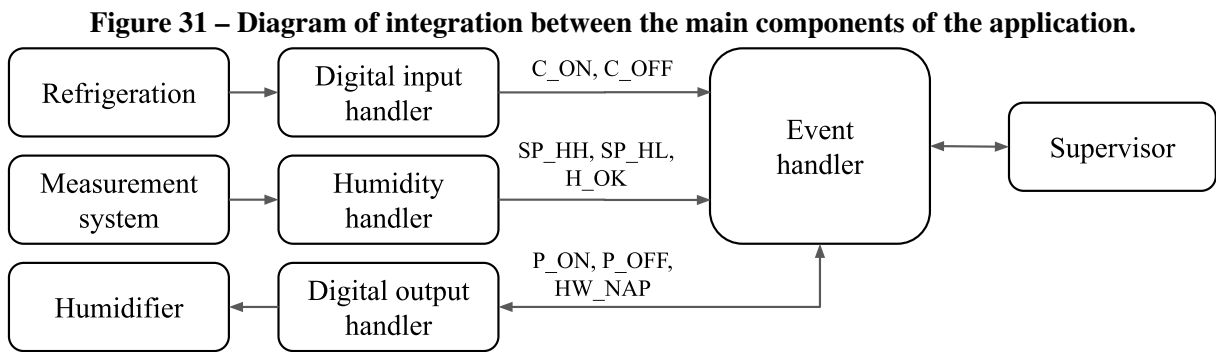 Figure 31 – Diagram of integration between the main components of the application.
Refrigeration
Digital input
handler
C_ON, C_OFF
Event
handler
Supervisor
Measurement
system
Humidity
handler
SP_HH, SP_HL,
H_OK
Humidifier
Digital output
handler
P_ON, P_OFF,
HW_NAP